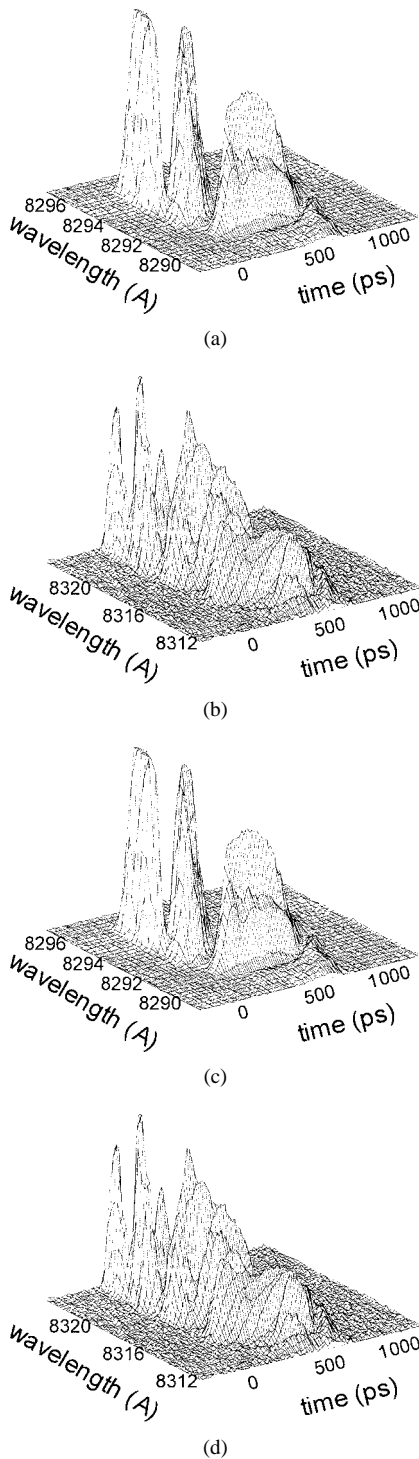 8296
8294
8292
8290
wavelength (A)
0
500
1000
time (ps)
(a)
8320
8316
8312
wavelength (A)
0
500
1000
time (ps)
(b)
8296
8294
8292
8290
wavelength (A)
0
500
1000
time (ps)
(c)
8320
8316
8312
wavelength (A)
0
500
1000
time (ps)
(d)